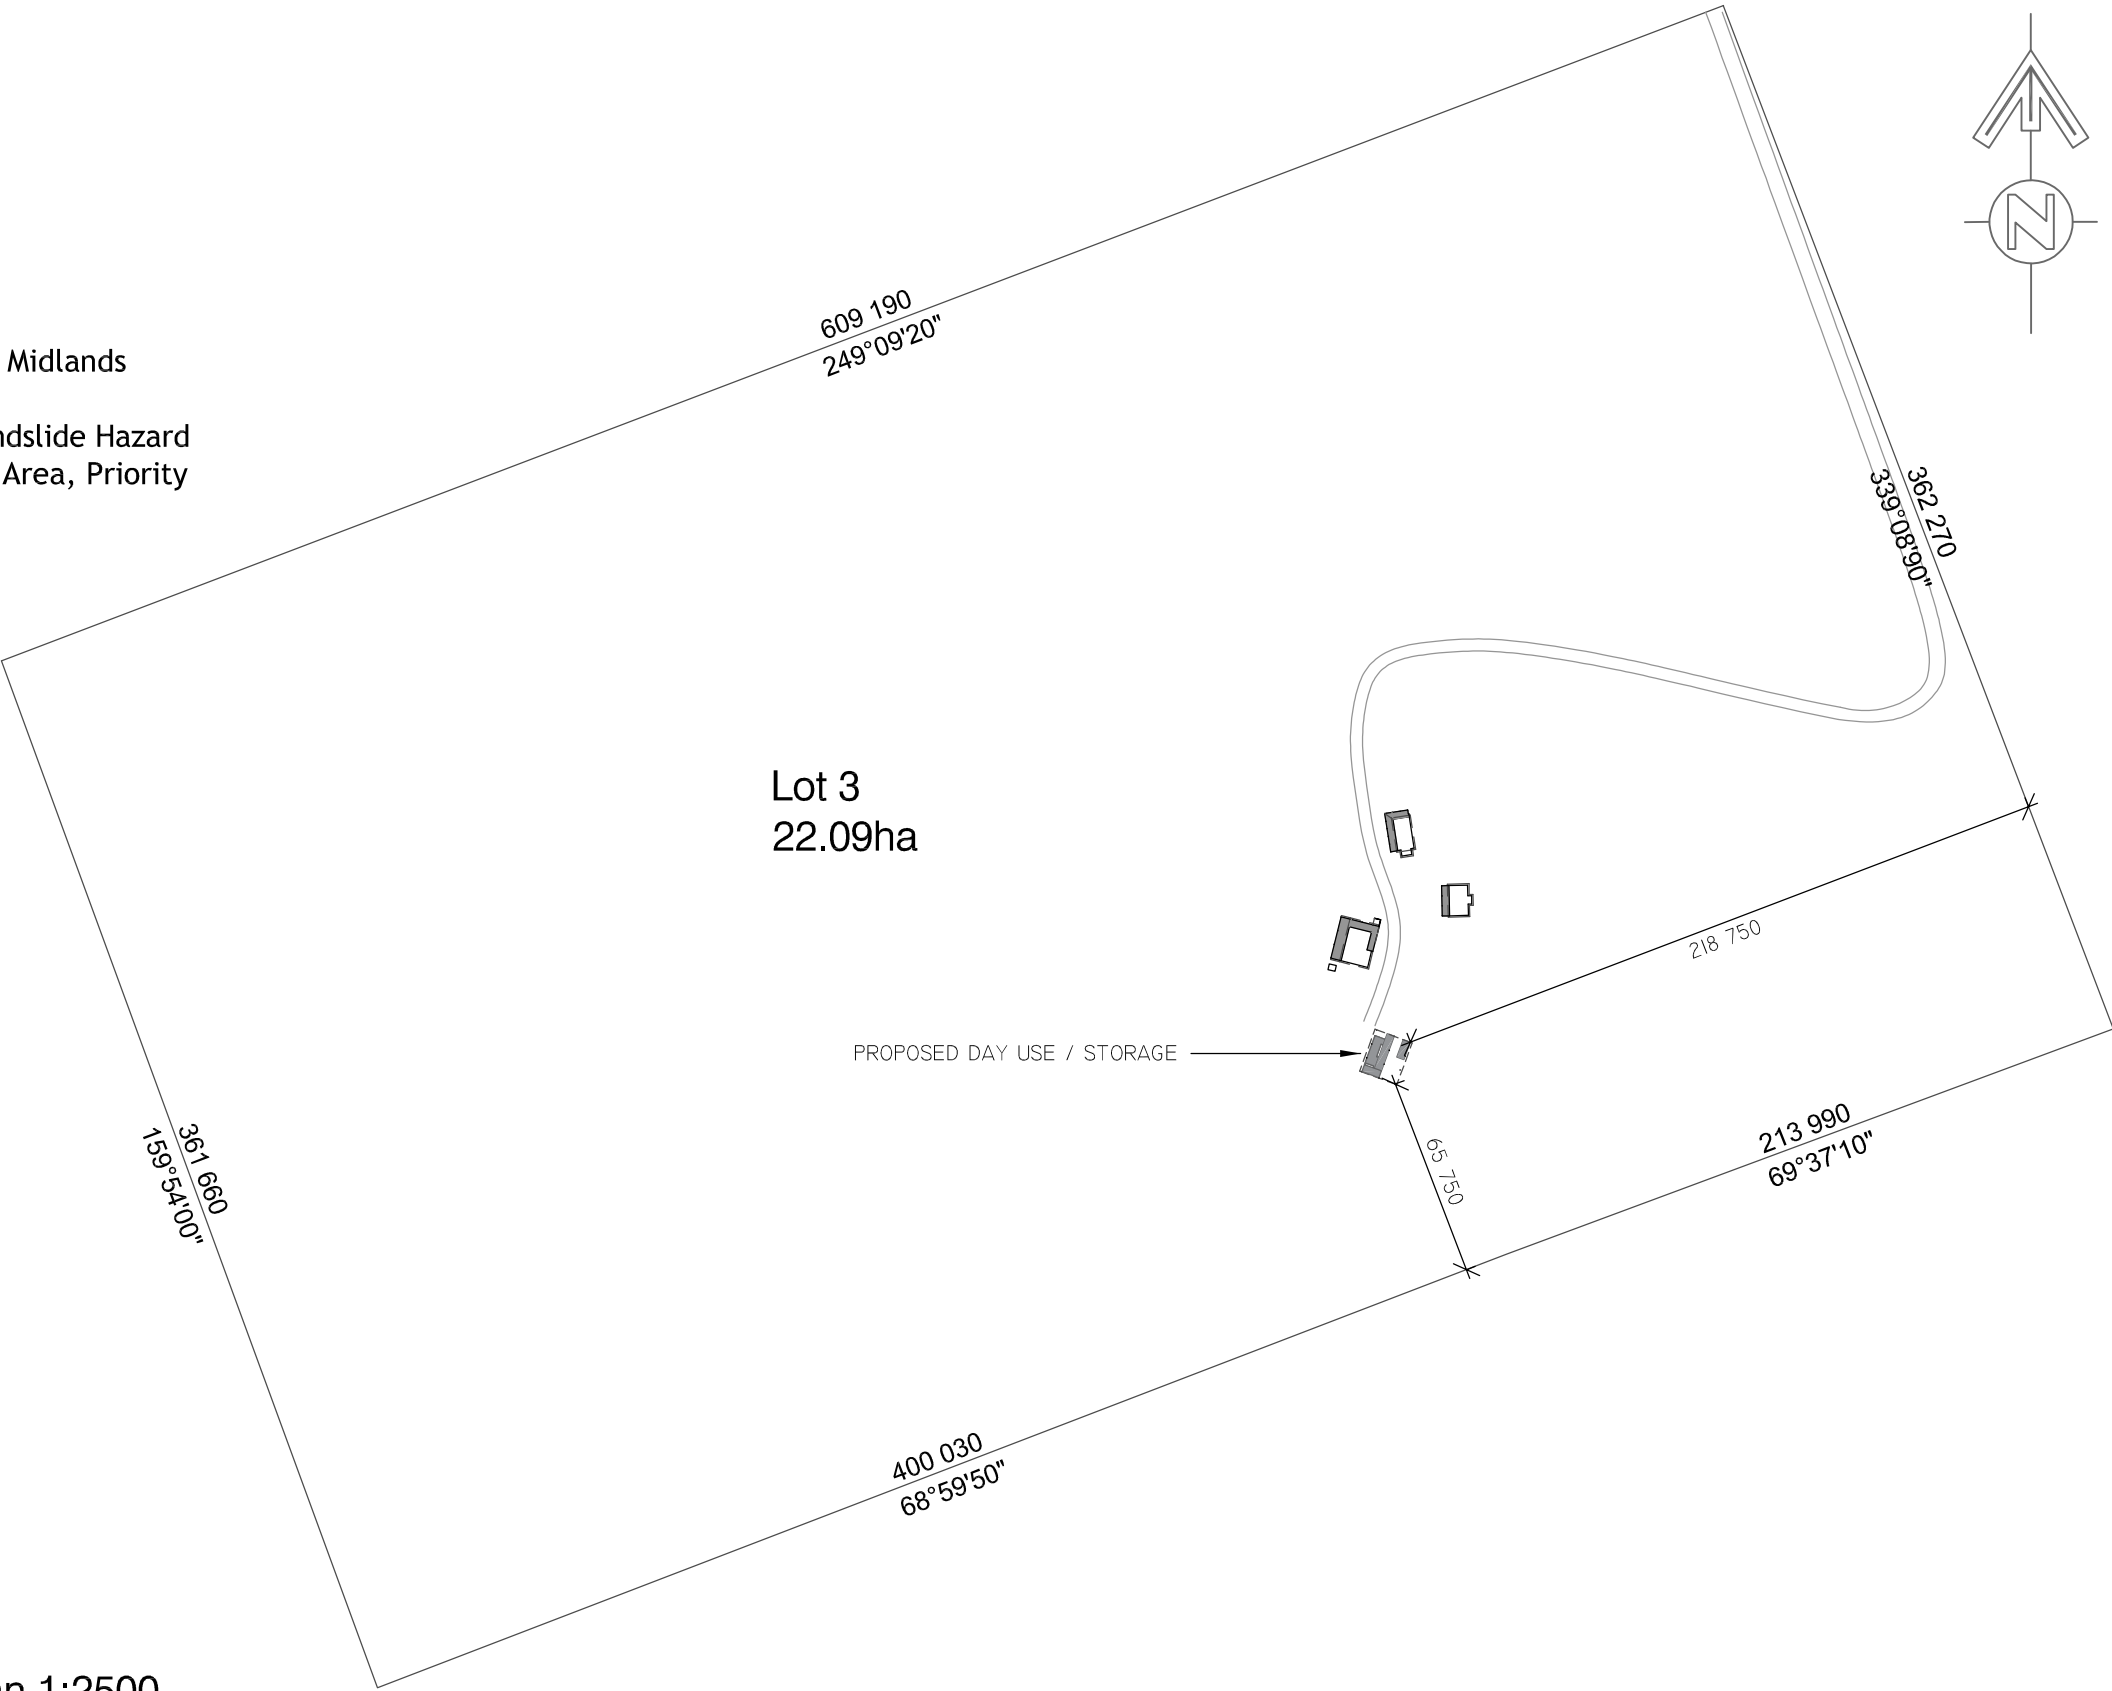 N
609 190
249°09'20"
Midlands
ndslide Hazard
Area, Priority
362 270
339°08'90"
Lot 3
22.09ha
218 750
PROPOSED DAY USE / STORAGE
65 750
213 990
69°37'10"
361 660
159°54'00"
400 030
68°59'50"
1:2500